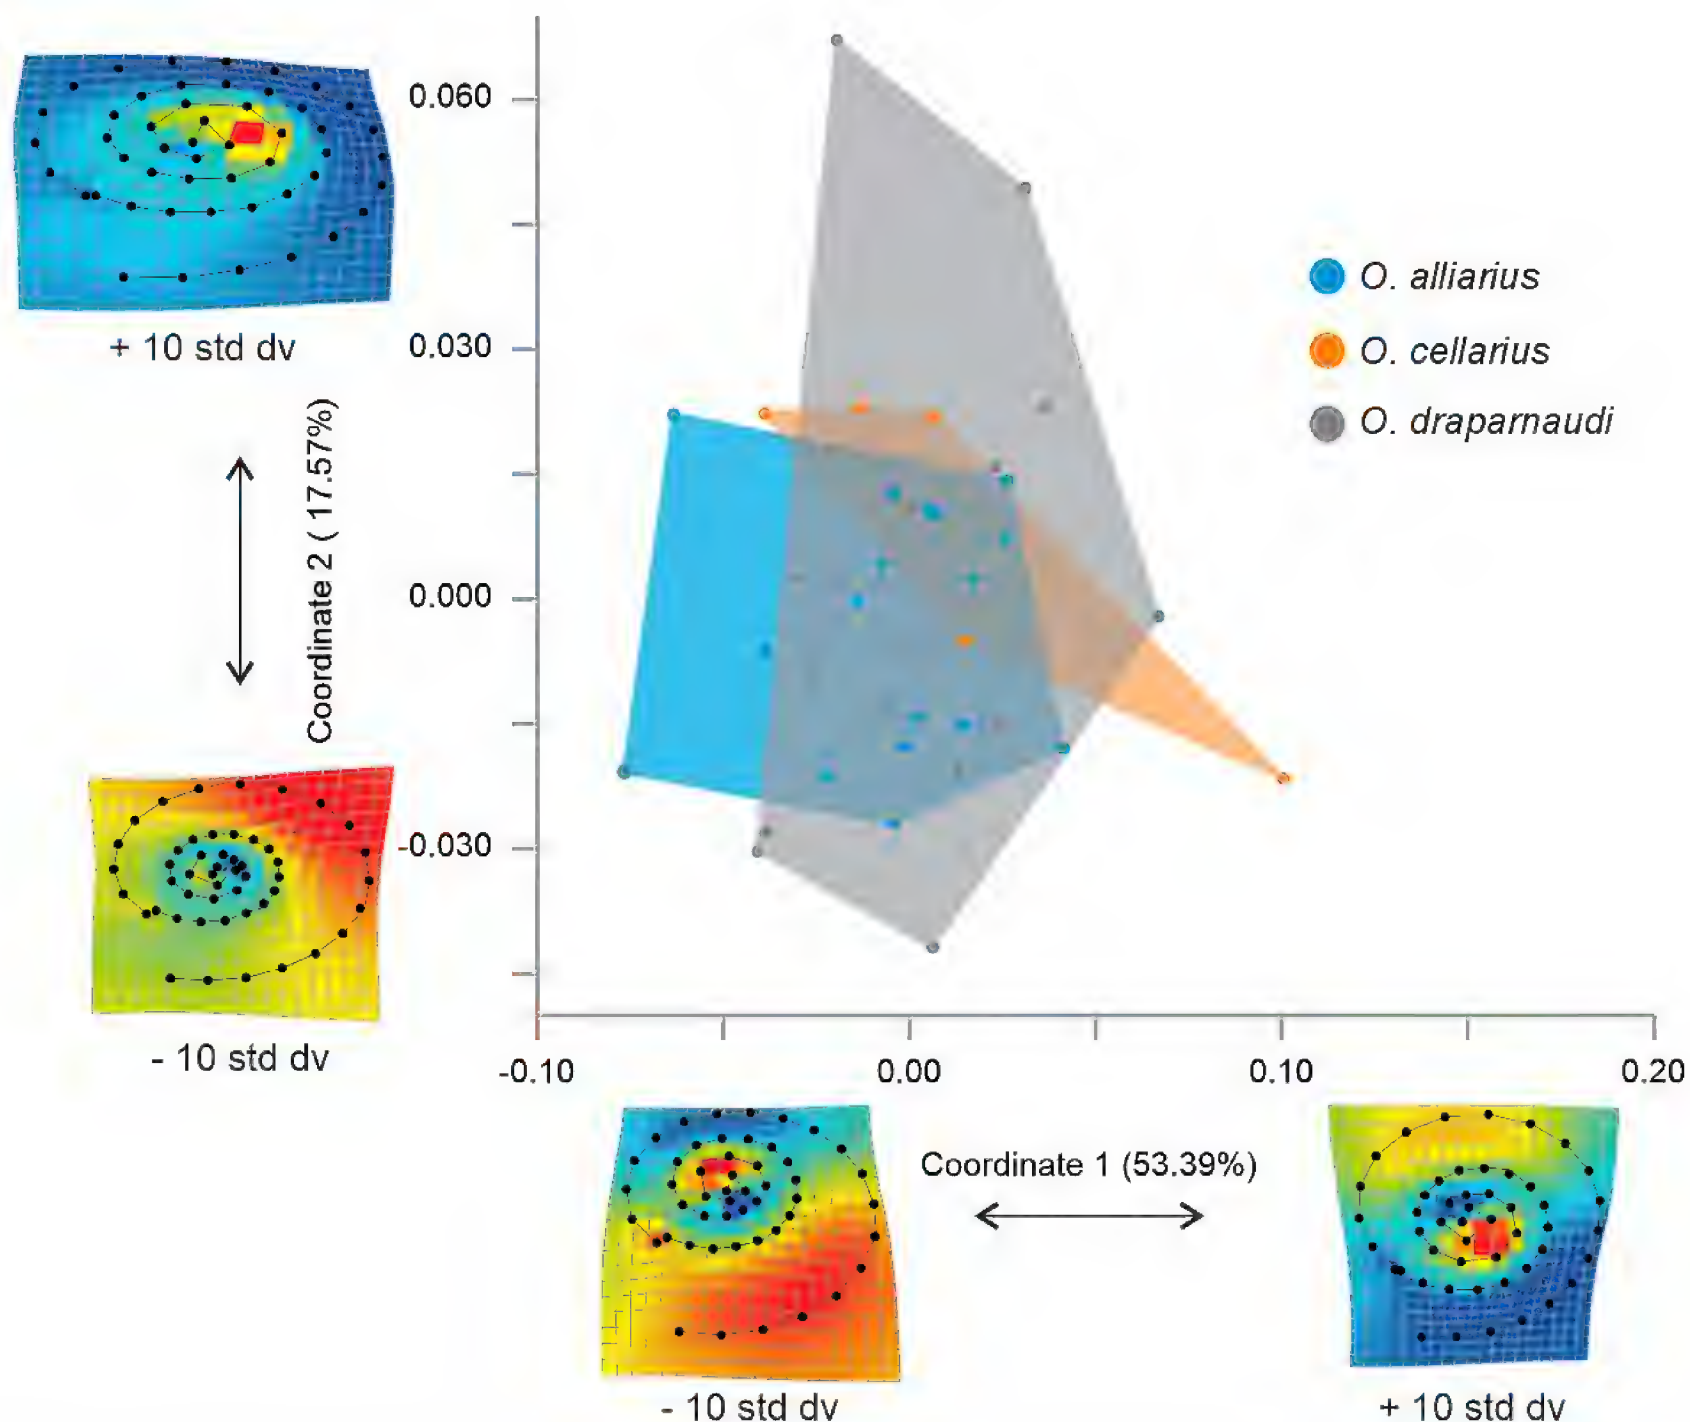 0.060
0.030
0.000
-0.030
-0.10
0.00
0.10
0.20
+ 10 std dv
Coordinate 2 ( 17.57%)
- 10 std dv
O. alliarius
O. cellarius
O. draparnaudi
Coordinate 1 (53.39%)
- 10 std dv
+ 10 std dv